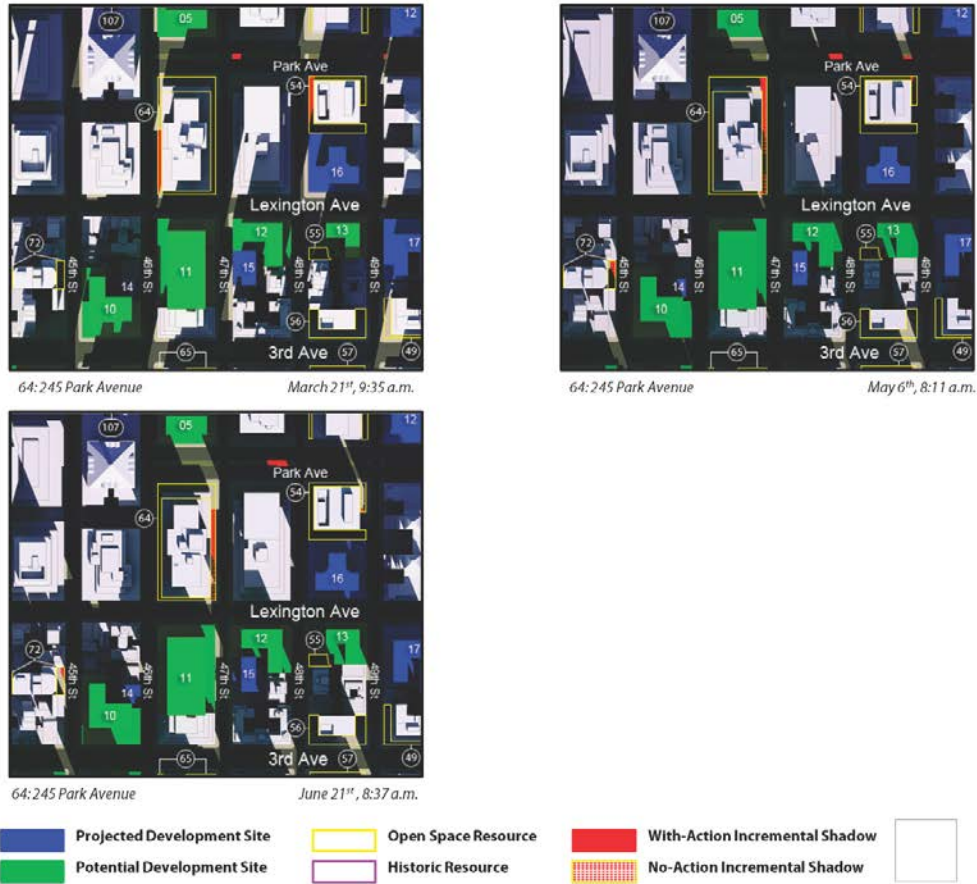 107
05
12
Park Ave
54
64
16
Lexington Ave
72
45th St
46th St
47th St
48th St
49th St
12
13
55
17
11
15
14
10
56
3rd Ave
65
57
49
64: 245 Park Avenue March 21st, 9:35 a.m.
107
05
12
Park Ave
54
64
16
Lexington Ave
72
45th St
46th St
47th St
48th St
49th St
12
13
55
17
11
15
14
10
56
3rd Ave
65
57
49
64: 245 Park Avenue May 6th, 8:11 a.m.
107
05
12
Park Ave
54
64
16
Lexington Ave
72
45th St
46th St
47th St
48th St
49th St
12
13
55
17
11
15
14
10
56
3rd Ave
65
57
49
64: 245 Park Avenue June 21st, 8:37 a.m.
Projected Development Site Open Space Resource With-Action Incremental Shadow
Potential Development Site Historic Resource No-Action Incremental Shadow